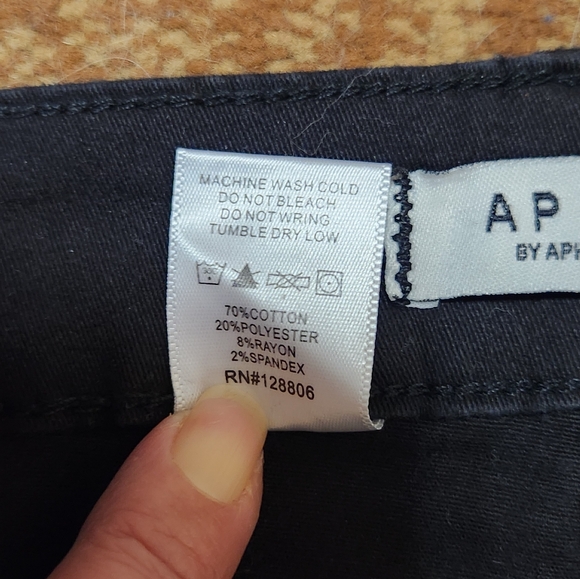 MACHINE WASH COLD
DO NOT BLEACH
DO NOT WRING
TUMBLE DRY LOW
70%COTTON
20%POLYESTER
8%RAYON
2%SPANDEX
RN#128806
AP
BY APH